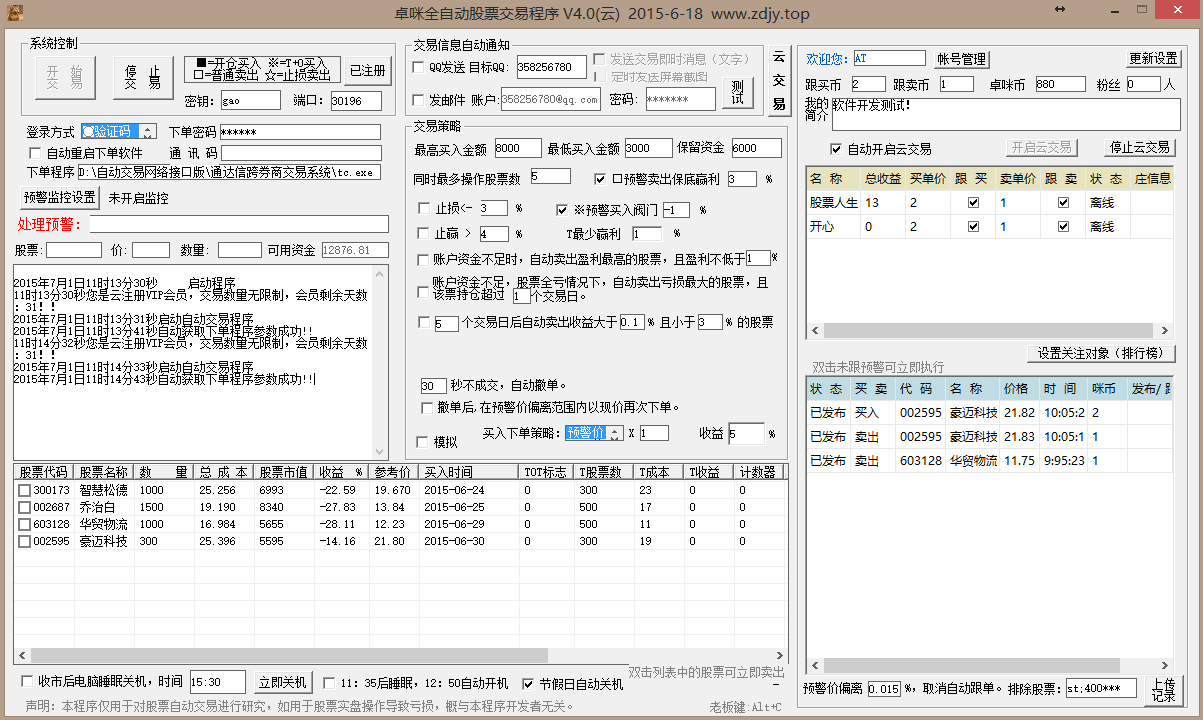 卓咪全自动股票交易程序 V4.0(云) 2015-6-18 www.zdjy.top
系统控制
开 始 交 易
停 止 交 易
■=开仓买入 ※=T+0买入
口=普通卖出 ☆=止损卖出
已注册
密钥: gao 端口: 30196
登录方式 验证码 下单密码 ******
自动重启下单软件 通 讯 码
下单程序 D:\自动交易网络接口版\通达信跨券商交易系统\tc.exe
预警监控设置 未开启监控
处理预警:
股票: 价: 数量: 可用资金 12876.81
2015年7月1日11时13分30秒 启动程序
11时13分30秒您是云注册VIP会员，交易数量无限制，会员剩余天数
：31！！
2015年7月1日11时13分31秒启动自动交易程序
2015年7月1日11时13分41秒自动获取下单程序参数成功!!
11时14分32秒您是云注册VIP会员，交易数量无限制，会员剩余天数
：31！！
2015年7月1日11时14分33秒启动自动交易程序
2015年7月1日11时14分43秒自动获取下单程序参数成功!!
交易信息自动通知
QQ发送 目标QQ: 358256780 发送交易即时消息（文字）
定时发送屏幕截图
发邮件 账户: 358256780@qq.com 密码: *******
测试
云交易
交易策略
最高买入金额 8000 最低买入金额 3000 保留资金 6000
同时最多操作股票数 5 口预警卖出保底赢利 3 %
止损<- 3 % ※预警买入阀门 -1 %
止赢 > 4 % T最少赢利 1 %
账户资金不足时，自动卖出盈利最高的股票，且盈利不低于 1 %
账户资金不足，股票全亏情况下，自动卖出亏损最大的股票，且
该票持仓超过 1 个交易日。
5 个交易日后自动卖出收益大于 0.1 % 且小于 3 % 的股票
30 秒不成交，自动撤单。
撤单后,在预警价偏离范围内以现价再次下单。
买入下单策略: 预警价 X 1 收益 5 %
模拟
股票代码 股票名称 数 量 总 成 本 股票市值 收益 % 参考价 买入时间 TOT标志 T股票数 T成本 T收益 计数器
300173 智慧松德 1000 25.256 6993 -22.59 19.670 2015-06-24 0 300 23 0 0
002687 乔治白 1500 19.190 8340 -27.83 13.84 2015-06-25 0 500 17 0 0
603128 华贸物流 1000 16.984 5655 -28.11 12.23 2015-06-29 0 500 11 0 0
002595 豪迈科技 300 25.396 5595 -14.16 21.80 2015-06-30 0 300 19 0 0
双击列表中的股票可立即卖出
收市后电脑睡眠关机，时间 15:30 立即关机 11：35后睡眠，12：50自动开机 节假日自动关机
声明：本程序仅用于对股票自动交易进行研究，如用于股票实盘操作导致亏损，概与本程序开发者无关。 老板键:Alt+C
欢迎您: AT 帐号管理 更新设置
跟买币 2 跟卖币 1 卓咪币 880 粉丝 0 人
我的简介 软件开发测试!
自动开启云交易 开启云交易 停止云交易
名 称 总收益 买单价 跟 买 卖单价 跟 卖 状 态 庄信息
股票人生 13 2 1 离线
开心 0 2 1 离线
设置关注对象（排行榜）
双击未跟预警可立即执行
状 态 买 卖 代 码 名 称 价格 时 间 咪币 发布/
已发布 买入 002595 豪迈科技 21.82 10:05:2 2
已发布 卖出 002595 豪迈科技 21.83 10:05:1 1
已发布 卖出 603128 华贸物流 11.75 9:95:23 1
预警价偏离 0.015 %, 取消自动跟单。排除股票: st;400*** 上传记录